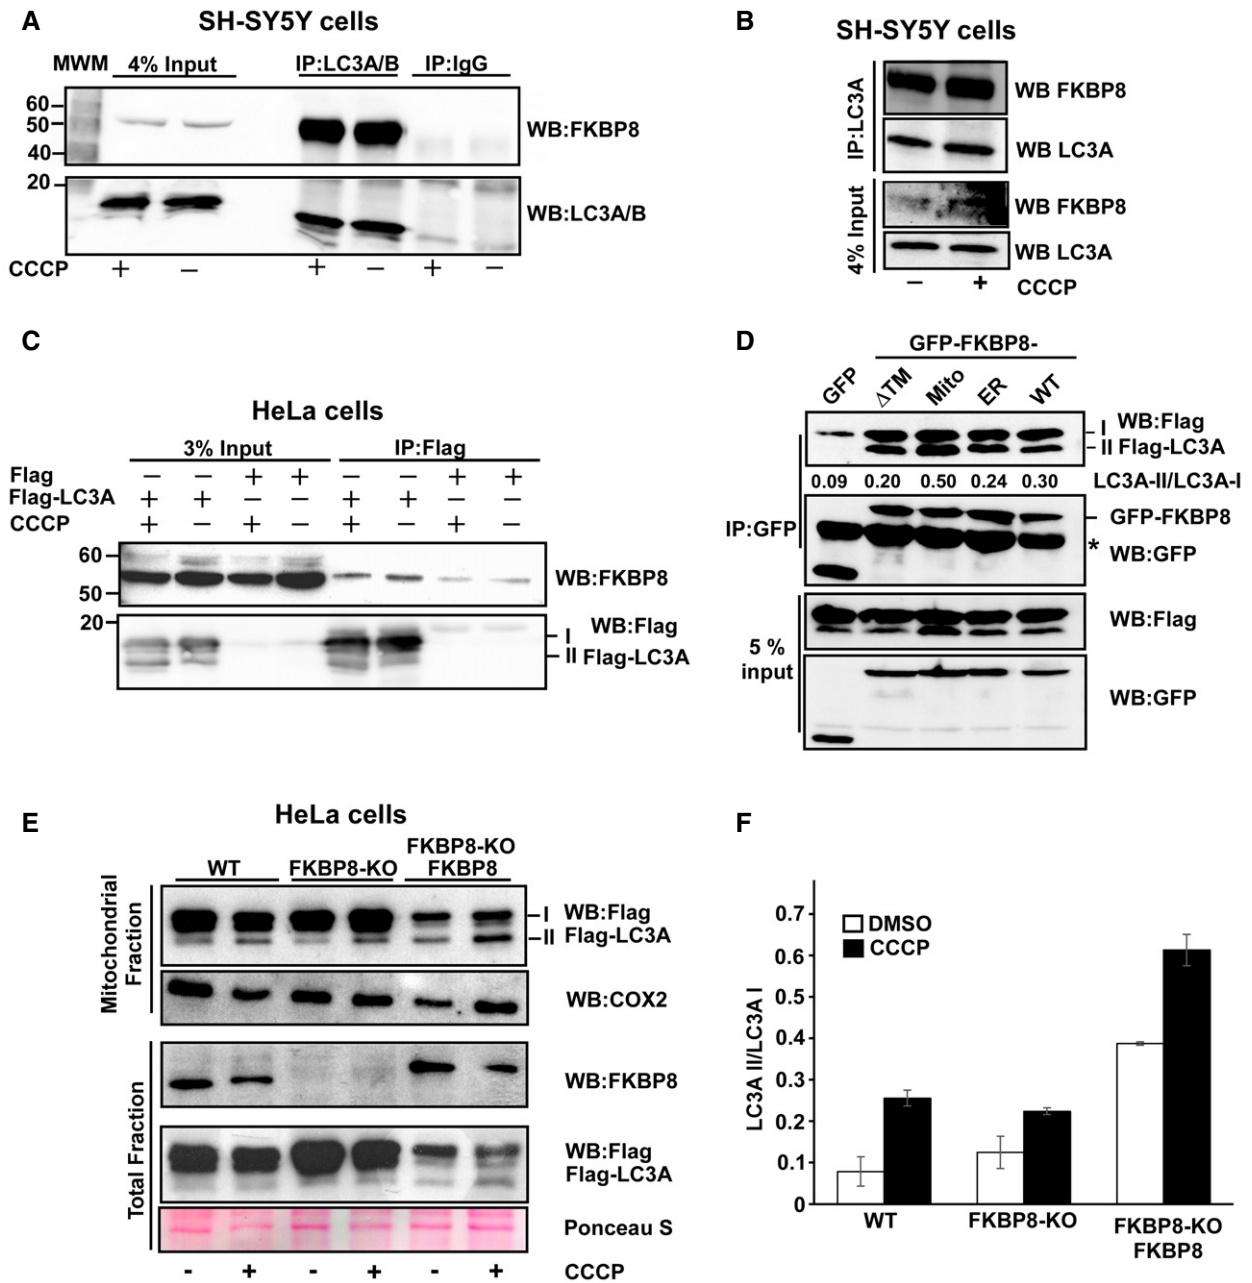 A
SH-SY5Y cells
MWM 4% Input IP:LC3A/B IP:IgG
60
50
40
WB:FKBP8
20
WB:LC3A/B
CCCP + − + − + −
B
SH-SY5Y cells
IP:LC3A
WB FKBP8
WB LC3A
4% Input
WB FKBP8
WB LC3A
− + CCCP
C
HeLa cells
3% Input IP:Flag
Flag − − + + − − + +
Flag-LC3A + + − − + + − −
CCCP + − + − + − + −
60
50
WB:FKBP8
20
WB:Flag
I
II Flag-LC3A
D
GFP-FKBP8-
GFP ΔTM Mito ER WT
I WB:Flag
II Flag-LC3A
0.09 0.20 0.50 0.24 0.30 LC3A-II/LC3A-I
IP:GFP
GFP-FKBP8
* WB:GFP
5 % input
WB:Flag
WB:GFP
E
HeLa cells
WT FKBP8-KO FKBP8-KO FKBP8
Mitochondrial Fraction
I WB:Flag
II Flag-LC3A
WB:COX2
Total Fraction
WB:FKBP8
WB:Flag
Flag-LC3A
Ponceau S
- + - + - + CCCP
F
LC3A II/LC3A I
0.7
0.6
0.5
0.4
0.3
0.2
0.1
0
DMSO
CCCP
WT FKBP8-KO FKBP8-KO
FKBP8